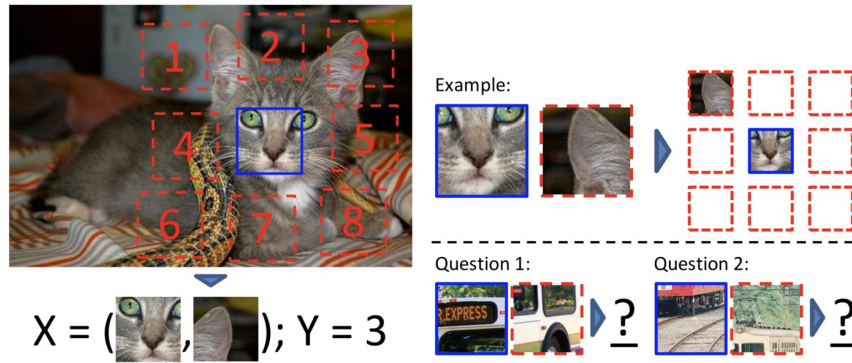 1
2
3
4
5
6
7
8
X = ( , ); Y = 3
Example:
Question 1:
Question 2:
R.EXPRESS
?
?